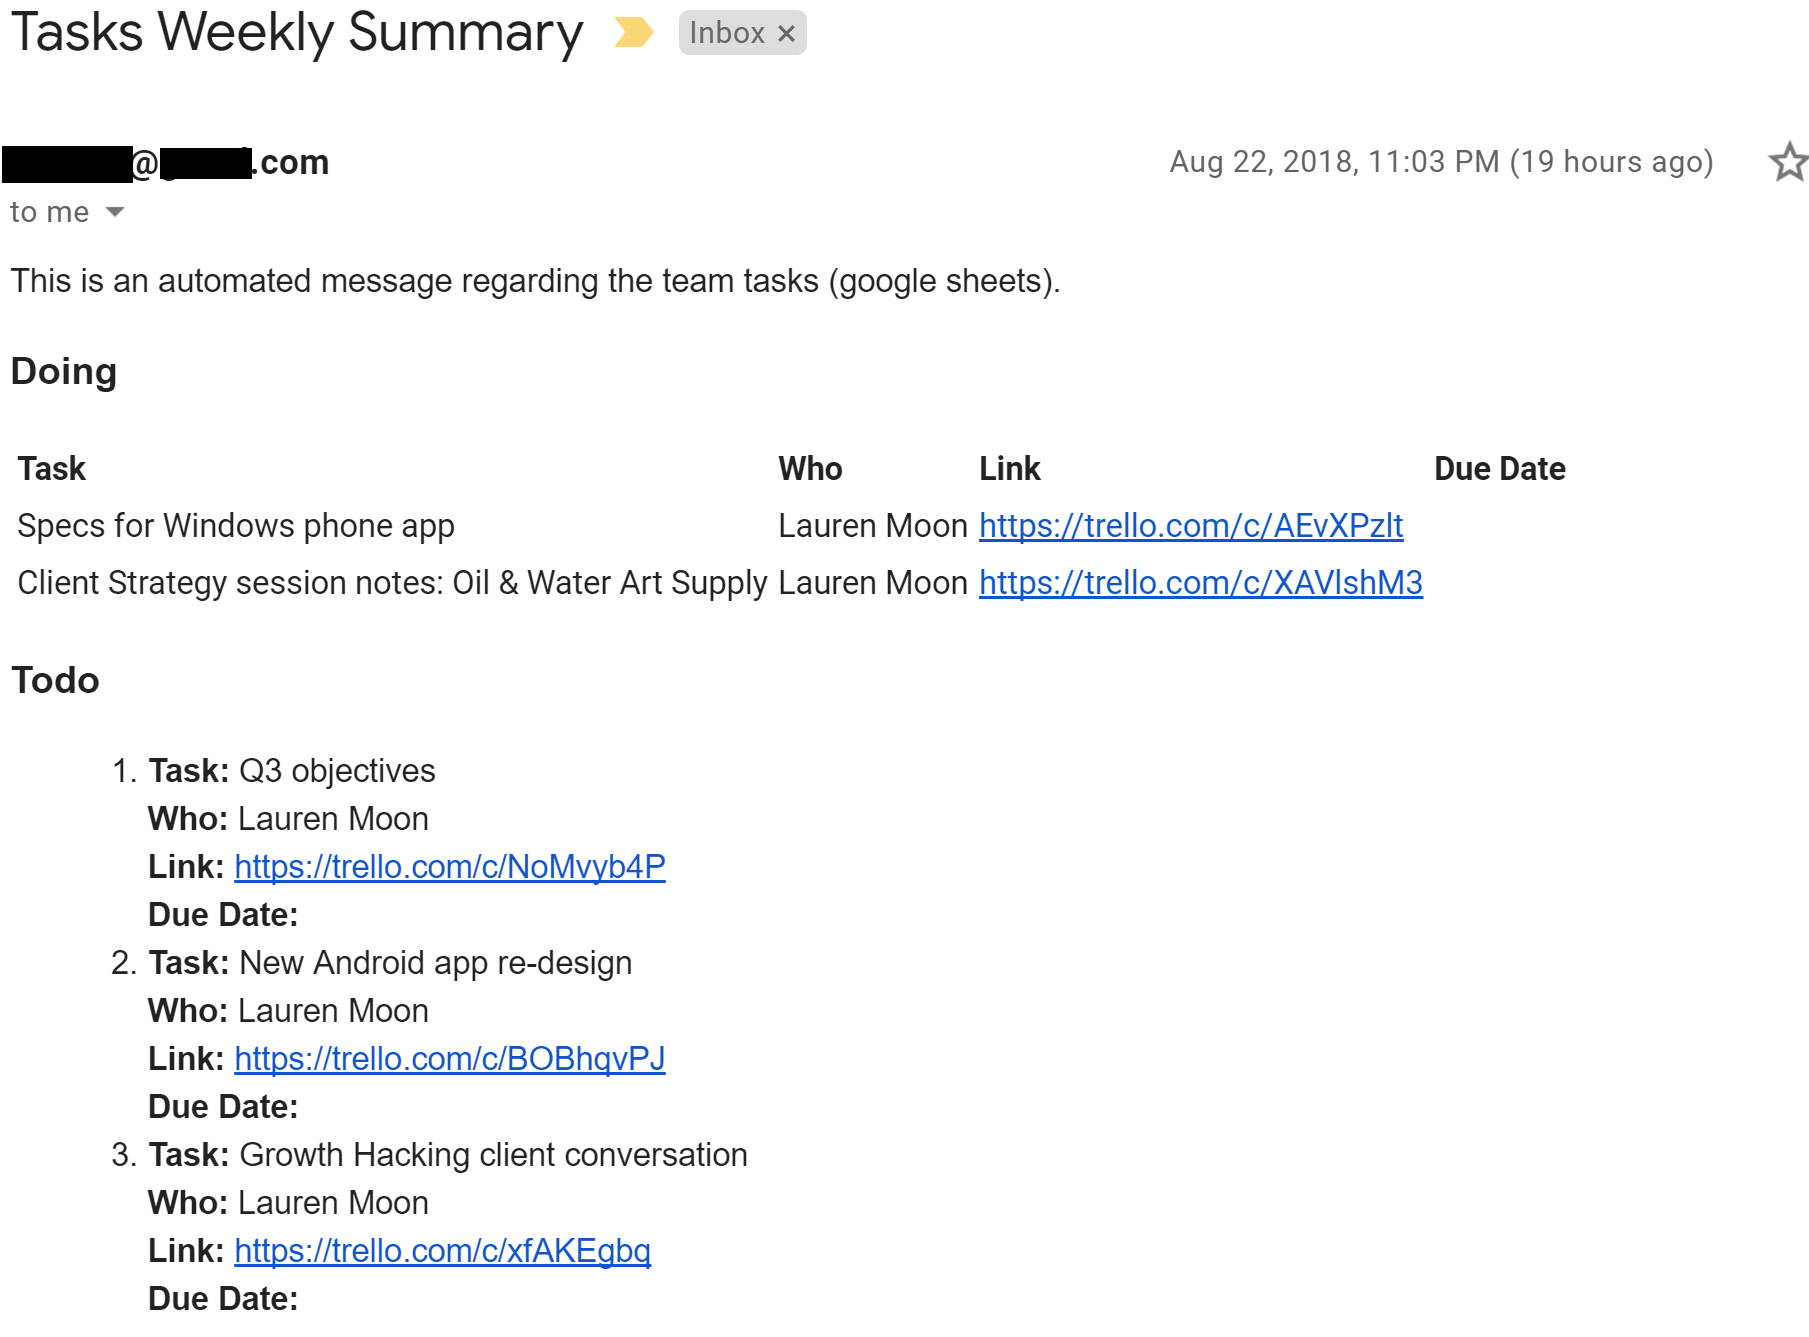 Tasks Weekly Summary Inbox ×
@ .com Aug 22, 2018, 11:03 PM (19 hours ago)
to me
This is an automated message regarding the team tasks (google sheets).
Doing
Task Who Link Due Date
Specs for Windows phone app Lauren Moon https://trello.com/c/AEvXPzlt
Client Strategy session notes: Oil & Water Art Supply Lauren Moon https://trello.com/c/XAVlshM3
Todo
1. Task: Q3 objectives
Who: Lauren Moon
Link: https://trello.com/c/NoMvyb4P
Due Date:
2. Task: New Android app re-design
Who: Lauren Moon
Link: https://trello.com/c/BOBhqvPJ
Due Date:
3. Task: Growth Hacking client conversation
Who: Lauren Moon
Link: https://trello.com/c/xfAKEgbq
Due Date: